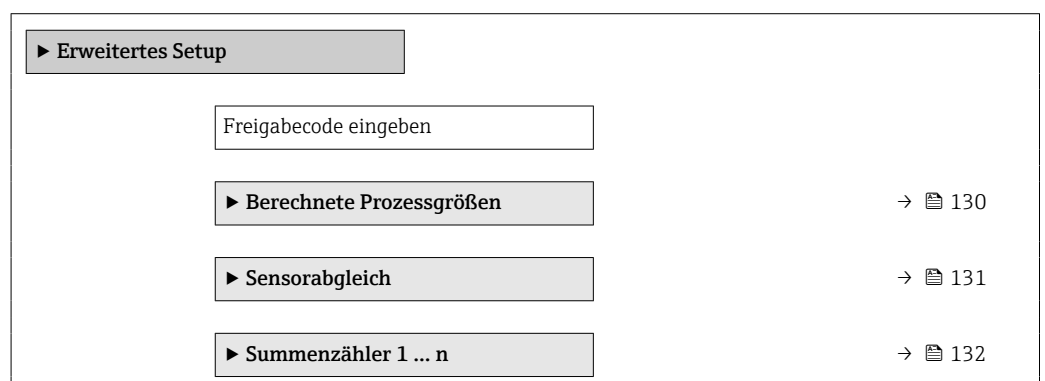 ▶ Erweitertes Setup
Freigabecode eingeben
▶ Berechnete Prozessgrößen → 130
▶ Sensorabgleich → 131
▶ Summenzähler 1 … n → 132